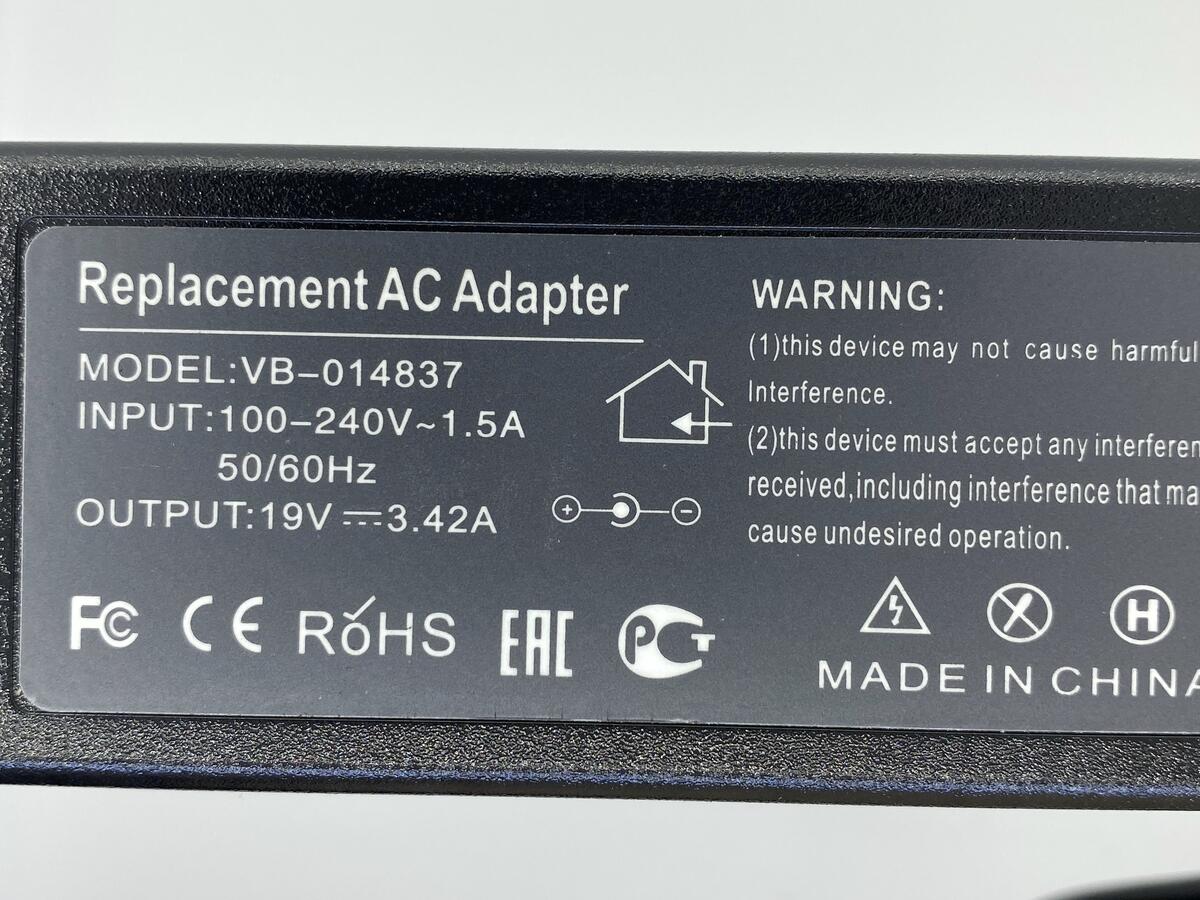 Replacement AC Adapter
MODEL:VB-014837
INPUT:100-240V~1.5A
50/60Hz
OUTPUT:19V⎓3.42A
FC CE RoHS EAC PCT
WARNING:
(1)this device may not cause harmful
Interference.
(2)this device must accept any
received,including interference that
cause undesired operation.
H
MADE IN CHINA